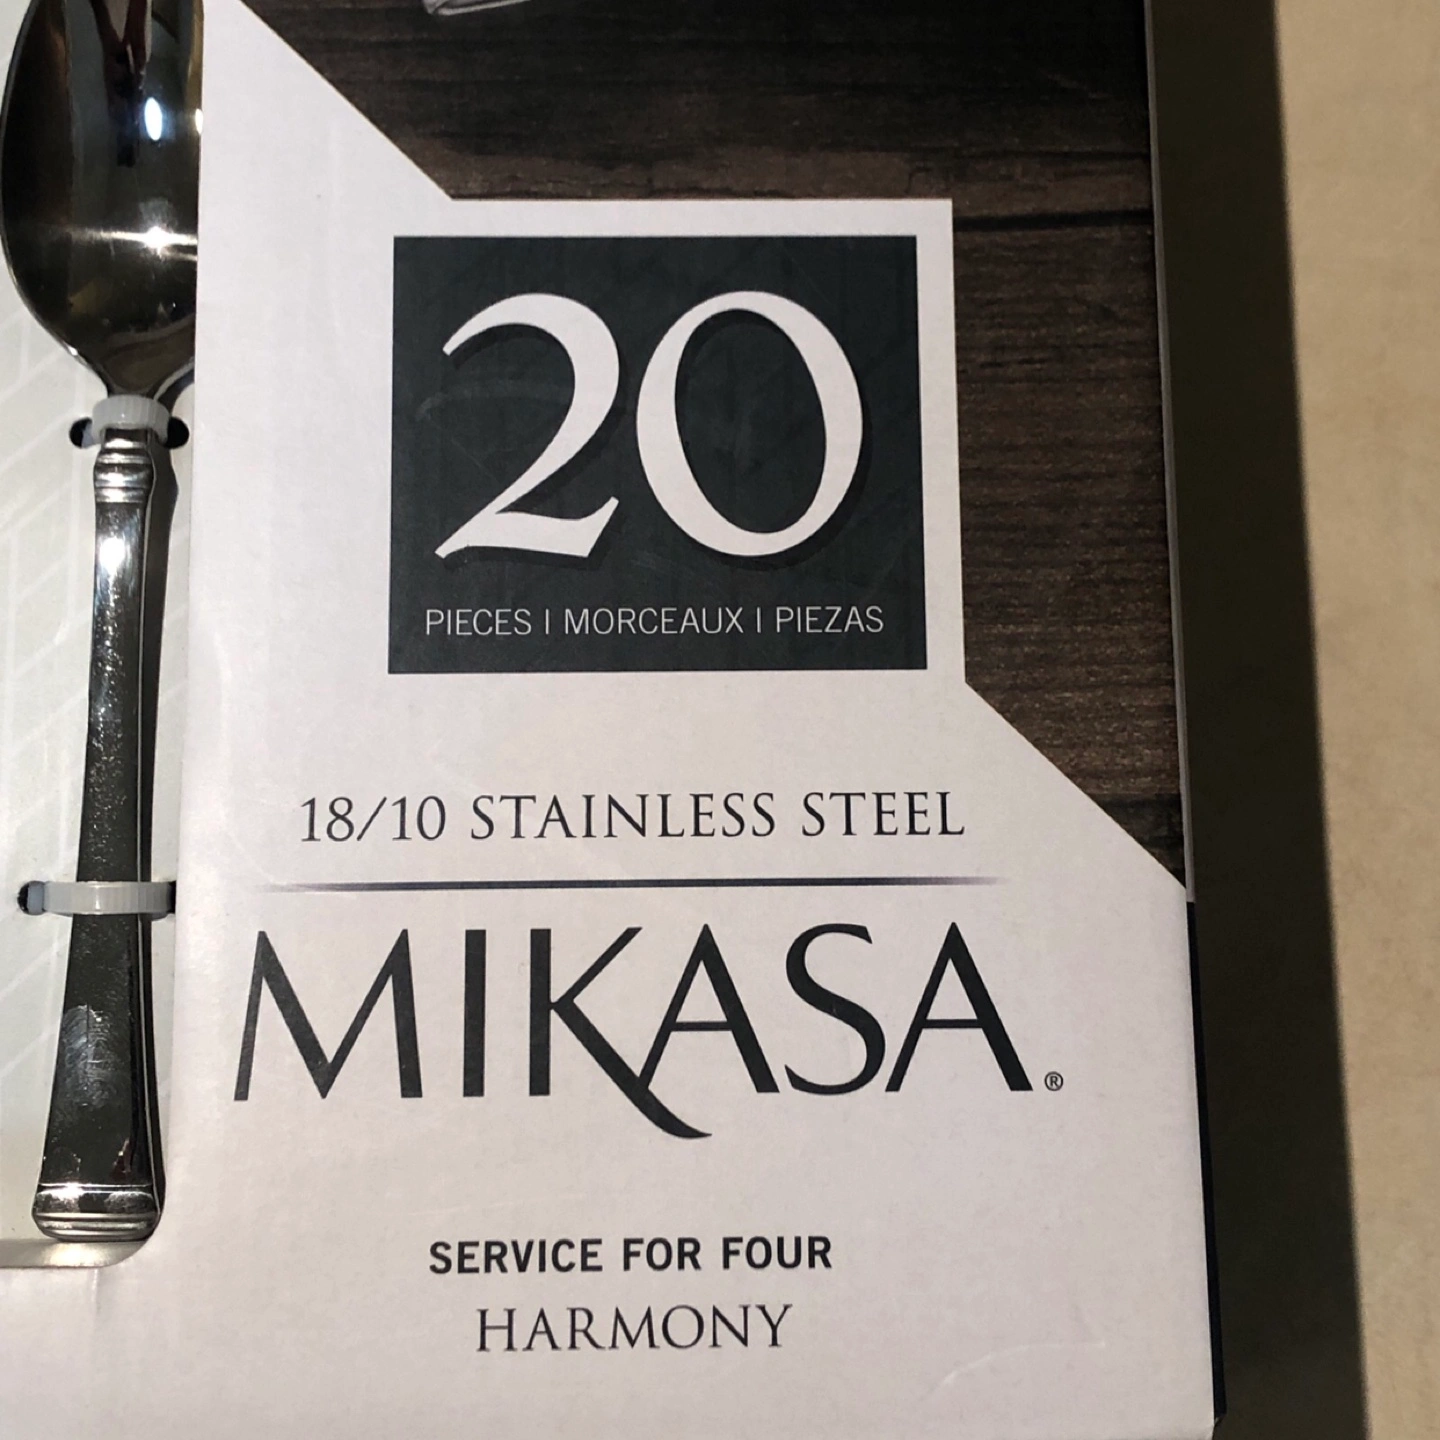 20
PIECES | MORCEAUX | PIEZAS
18/10 STAINLESS STEEL
MIKASA®
SERVICE FOR FOUR
HARMONY